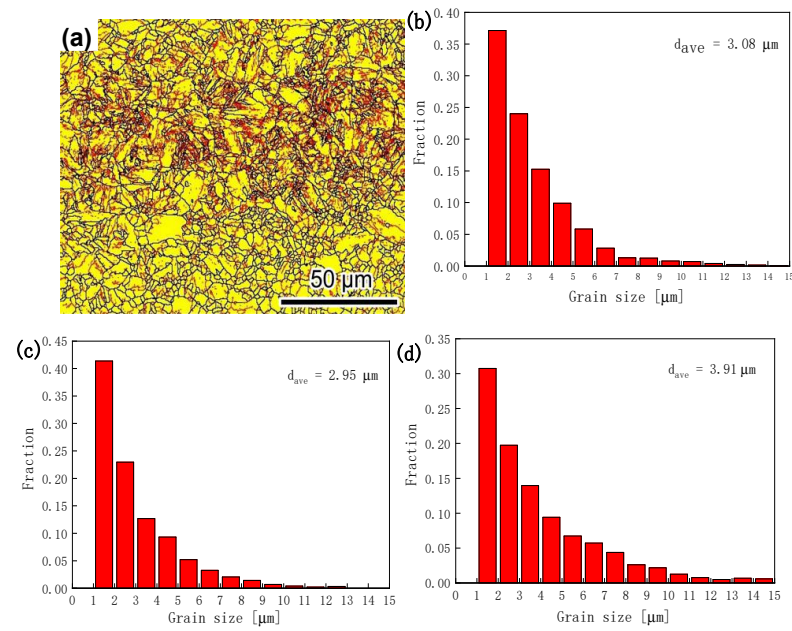 (a)
50 μm
(b)
d ave = 3.08 μm
0.40
0.35
0.30
0.25
0.20
0.15
0.10
0.05
0.00
Fraction
0 1 2 3 4 5 6 7 8 9 10 11 12 13 14 15
Grain size [μm]
(c)
d ave = 2.95 μm
0.45
0.40
0.35
0.30
0.25
0.20
0.15
0.10
0.05
0.00
Fraction
0 1 2 3 4 5 6 7 8 9 10 11 12 13 14 15
Grain size [μm]
(d)
d ave = 3.91 μm
0.35
0.30
0.25
0.20
0.15
0.10
0.05
0.00
Fraction
0 1 2 3 4 5 6 7 8 9 10 11 12 13 14 15
Grain size [μm]